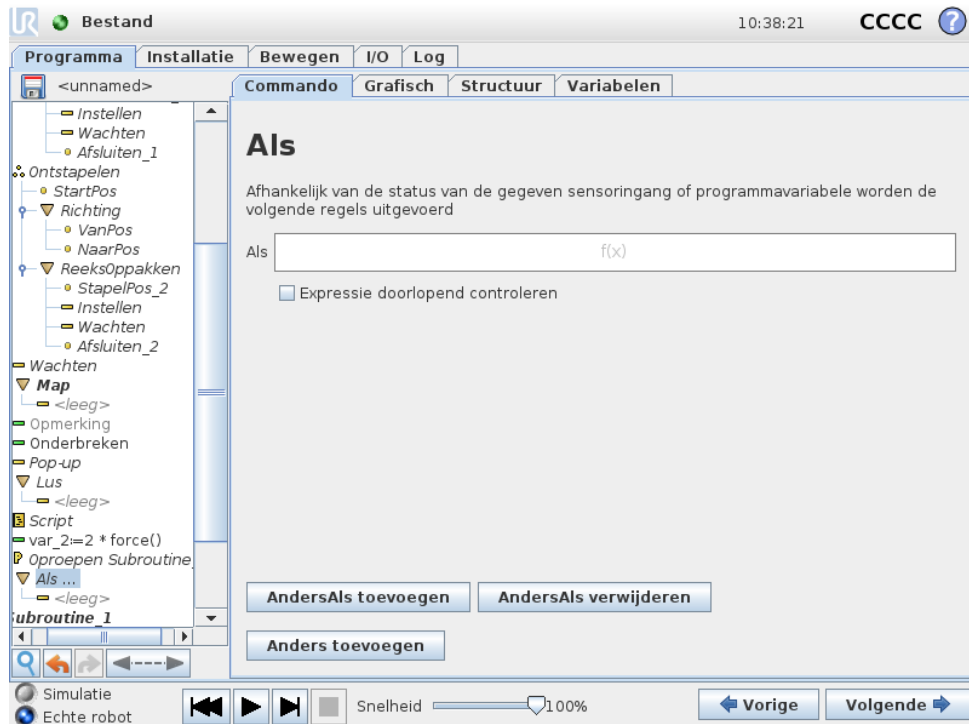 UR Bestand 10:38:21 CCCC ?
Programma Installatie Bewegen I/O Log
<unnamed>
Commando Grafisch Structuur Variabelen
Instellen
Wachten
Afsluiten_1
Ontstapelen
StartPos
Richting
VanPos
NaarPos
ReeksOppakken
StapelPos_2
Instellen
Wachten
Afsluiten_2
Wachten
Map
<leeg>
Opmerking
Onderbreken
Pop-up
Lus
<leeg>
Script
var_2:=2 * force()
Oproepen Subroutine
Als ...
<leeg>
Subroutine_1
Als
Afhankelijk van de status van de gegeven sensoringang of programmavariabele worden de
volgende regels uitgevoerd
Als f(x)
Expressie doorlopend controleren
AndersAls toevoegen AndersAls verwijderen
Anders toevoegen
Simulatie
Echte robot
Snelheid 100%
Vorige Volgende